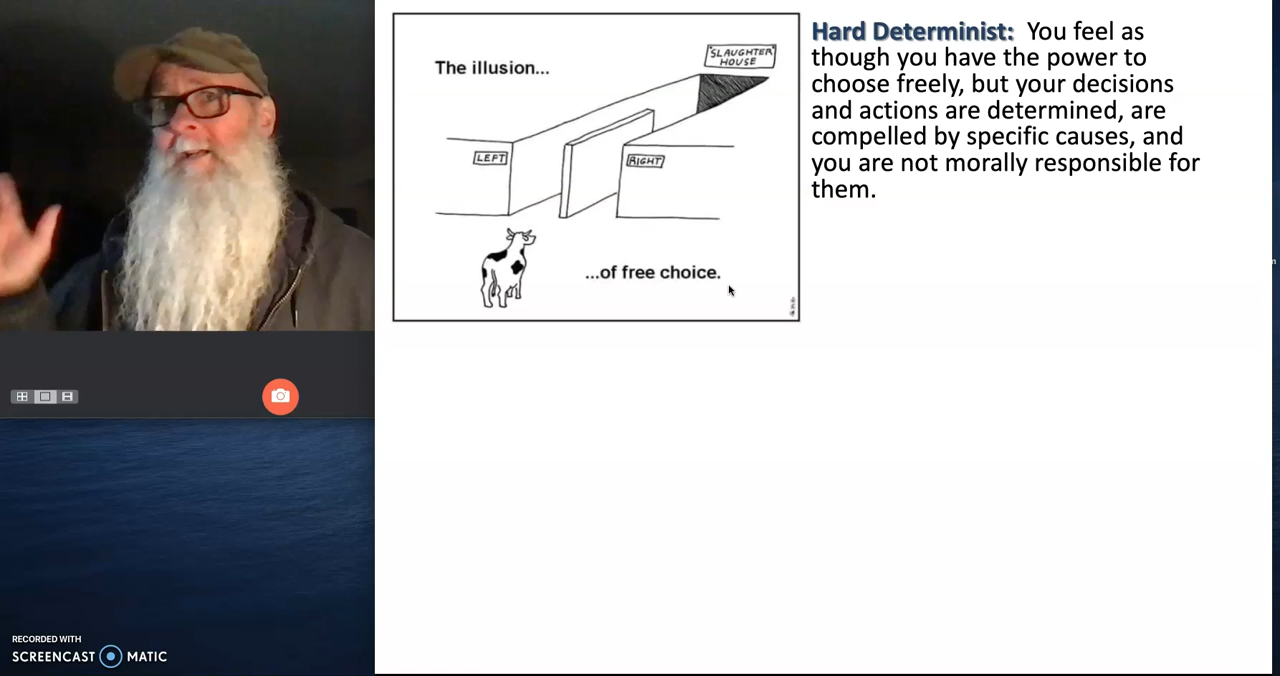 The illusion...
"SLAUGHTER"
HOUSE
LEFT
RIGHT
...of free choice.
Hard Determinist: You feel as
though you have the power to
choose freely, but your decisions
and actions are determined, are
compelled by specific causes, and
you are not morally responsible for
them.
RECORDED WITH
SCREENCAST MATIC